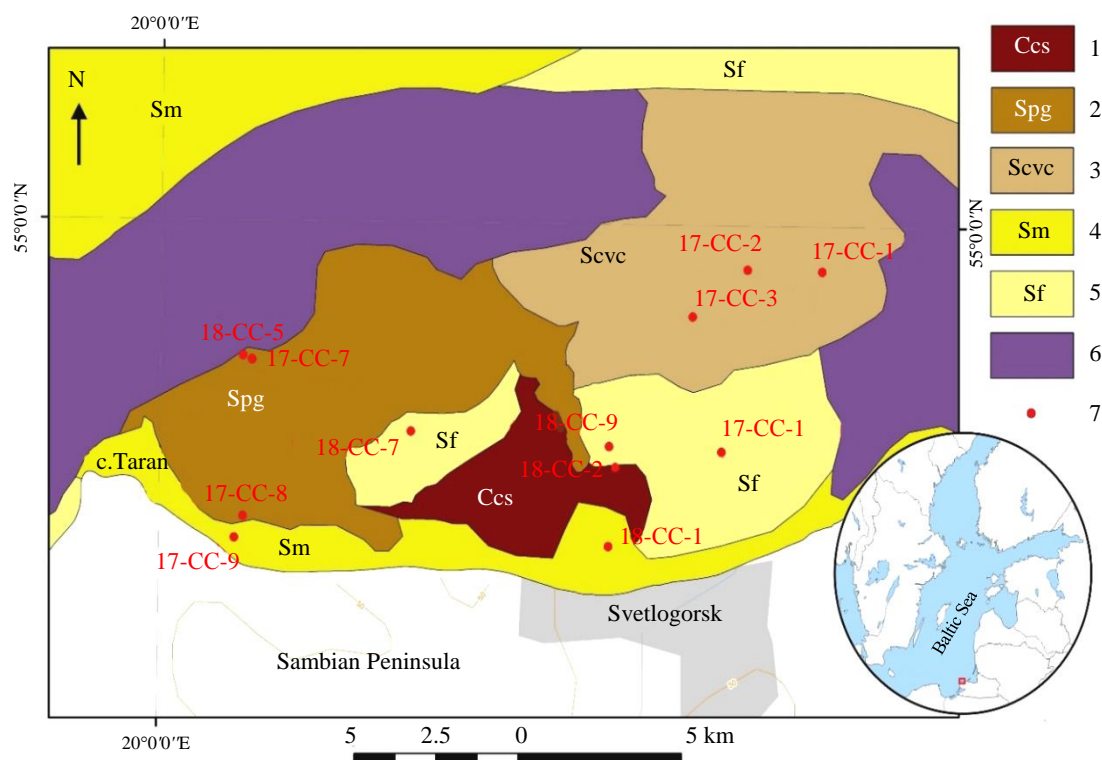 20°0′0″E
N
Sm
Sf
55°0′0″N
55°0′0″N
Scvc
17-CC-2
17-CC-1
17-CC-3
18-CC-5
17-CC-7
Spg
18-CC-7
Sf
18-CC-9
17-CC-1
18-CC-2
Sf
c.Taran
Ccs
17-CC-8
17-CC-9
Sm
18-CC-1
Svetlogorsk
Sambian Peninsula
20°0′0″E
5 2.5 0 5 km
Ccs 1
Spg 2
Scvc 3
Sm 4
Sf 5
6
7
Baltic Sea